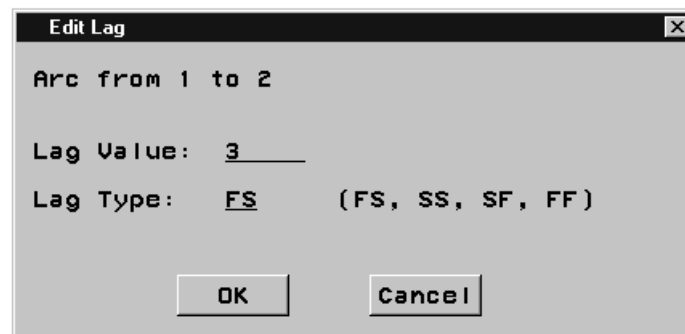 Edit Lag
Arc from 1 to 2
Lag Value: 3
Lag Type: FS (FS, SS, SF, FF)
OK Cancel